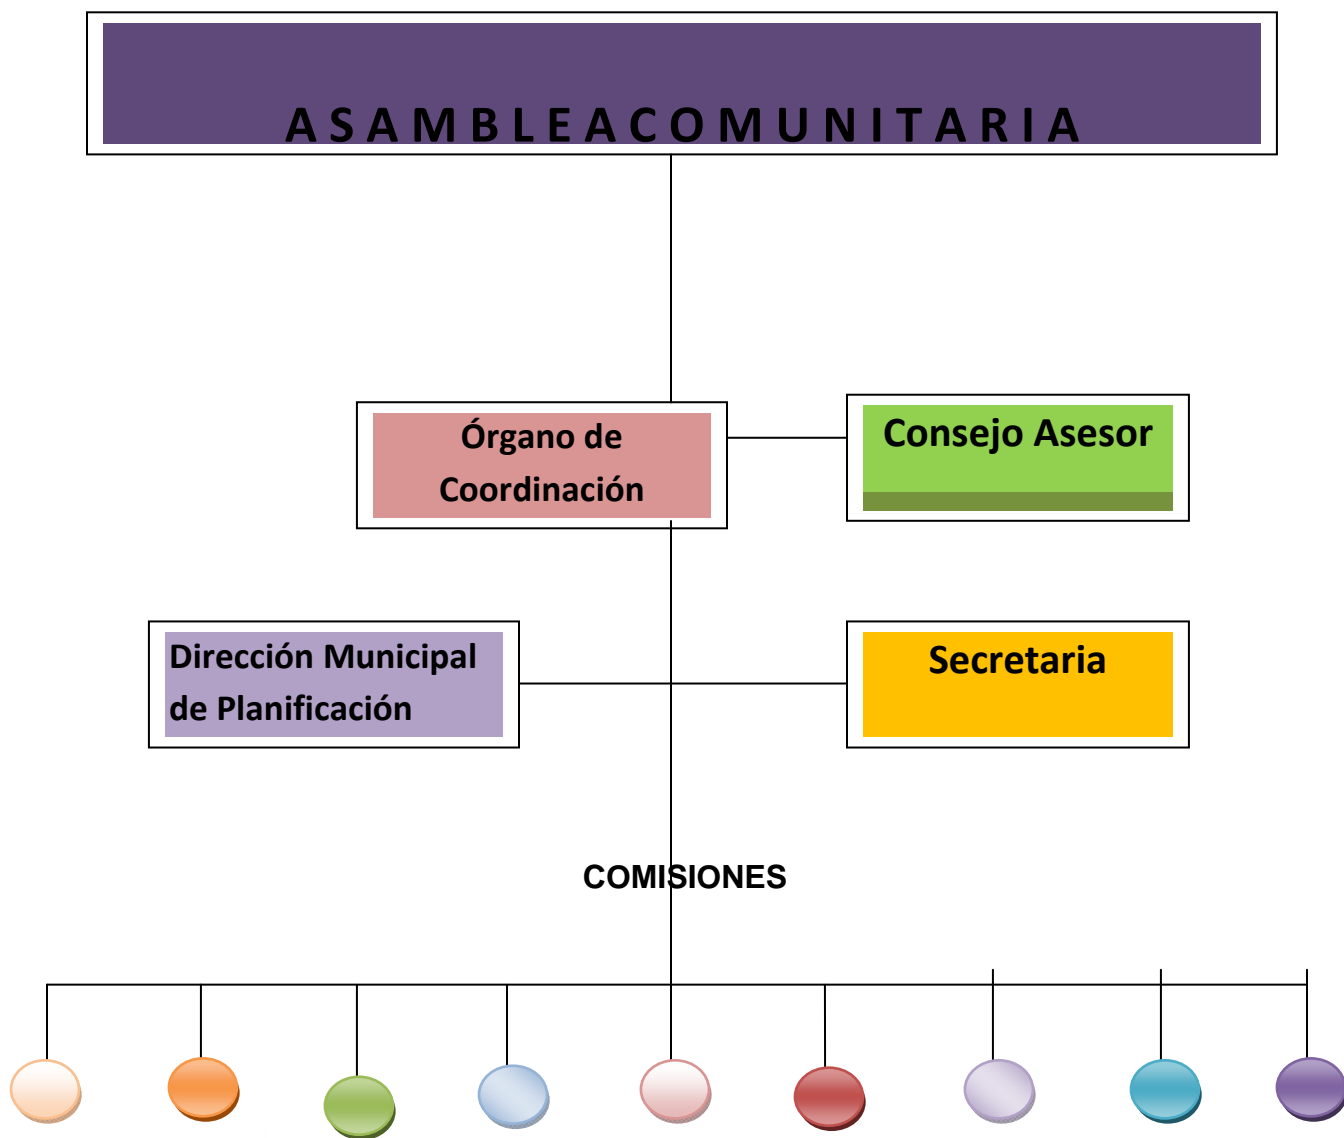 A S A M B L E A C O M U N I T A R I A
Órgano de
Coordinación
Consejo Asesor
Dirección Municipal
de Planificación
Secretaria
COMISIONES